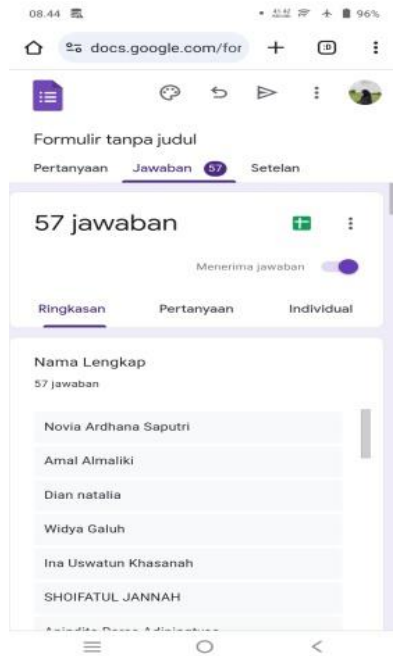 08.44
96%
docs.google.com/for
:D
Formulir tanpa judul
Pertanyaan Jawaban 57 Setelan
57 jawaban
Menerima jawaban
Ringkasan Pertanyaan Individual
Nama Lengkap
57 jawaban
Novia Ardhana Saputri
Amal Almaliki
Dian natalia
Widya Galuh
Ina Uswatun Khasanah
SHOIFATUL JANNAH